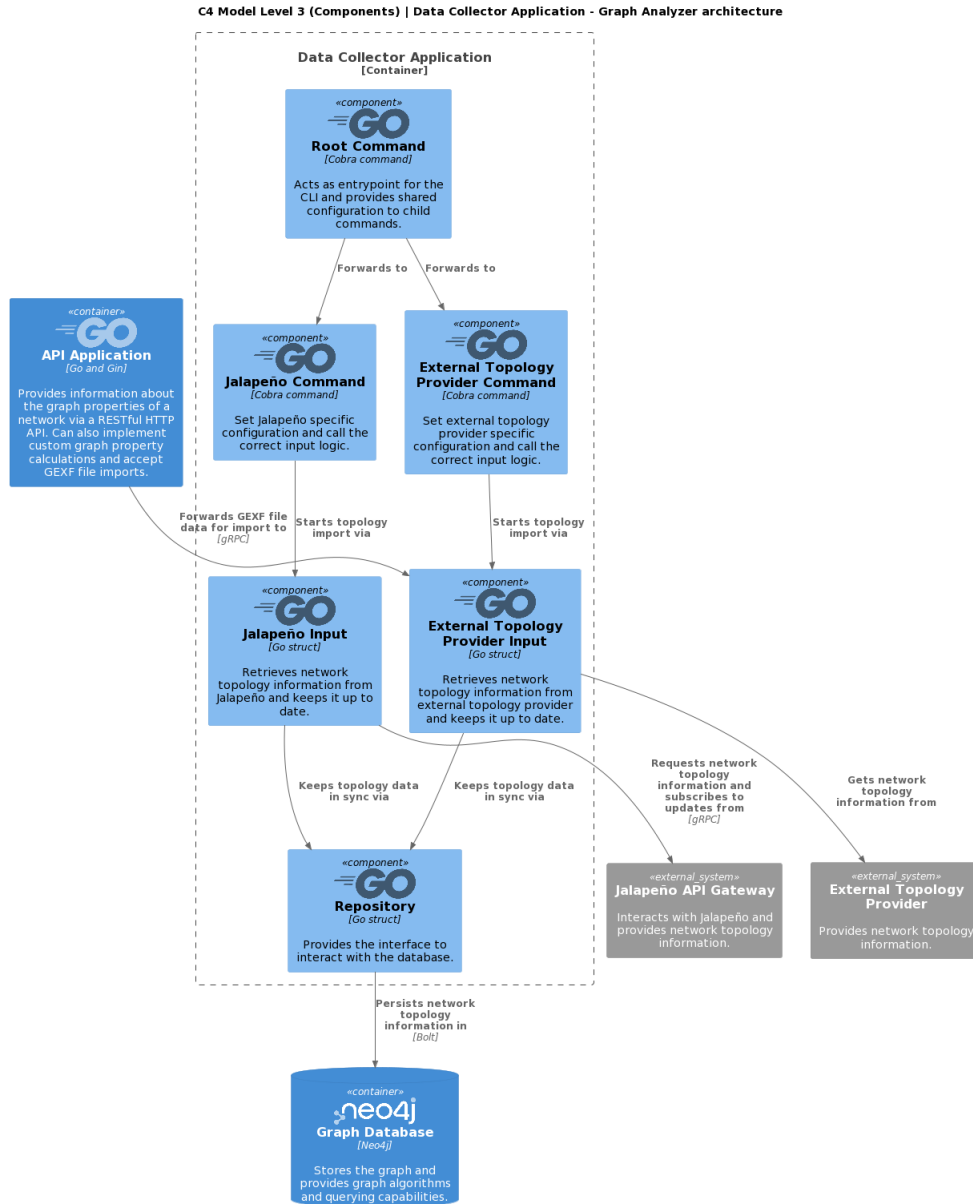 C4 Model Level 3 (Components) | Data Collector Application - Graph Analyzer architecture
Data Collector Application
[Container]
«component»
GO
Root Command
[Cobra command]
Acts as entrypoint for the
CLI and provides shared
configuration to child
commands.
Forwards to
Forwards to
«container»
GO
API Application
[Go and Gin]
Provides information about
the graph properties of a
network via a RESTful HTTP
API. Can also implement
custom graph property
calculations and accept
GEXF file imports.
«component»
GO
Jalapeño Command
[Cobra command]
Set Jalapeño specific
configuration and call the
correct input logic.
«component»
GO
External Topology
Provider Command
[Cobra command]
Set external topology
provider specific
configuration and call the
correct input logic.
Forwards GEXF file
data for import to
[gRPC]
Starts topology
import via
Starts topology
import via
«component»
GO
Jalapeño Input
[Go struct]
Retrieves network
topology information from
Jalapeño and keeps it up to
date.
«component»
GO
External Topology
Provider Input
[Go struct]
Retrieves network
topology information from
external topology provider
and keeps it up to date.
Keeps topology data
in sync via
Keeps topology data
in sync via
Requests network
topology
information and
subscribes to
updates from
[gRPC]
Gets network
topology
information from
«component»
GO
Repository
[Go struct]
Provides the interface to
interact with the database.
«external_system»
Jalapeño API Gateway
Interacts with Jalapeño and
provides network topology
information.
«external_system»
External Topology
Provider
Provides network topology
information.
Persists network
topology
information in
[Bolt]
«container»
neo4j
Graph Database
[Neo4j]
Stores the graph and
provides graph algorithms
and querying capabilities.